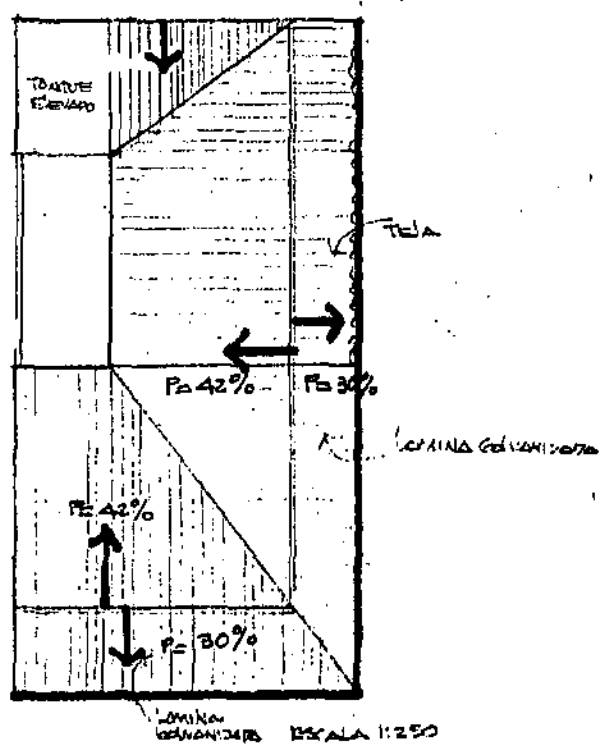 TANQUE
ELEVADO
TEJA
P= 42%
P= 30%
LAMINA GALVANIZADA
P= 42%
P= 30%
LAMINA
GALVANIZADA
ESCALA 1:250